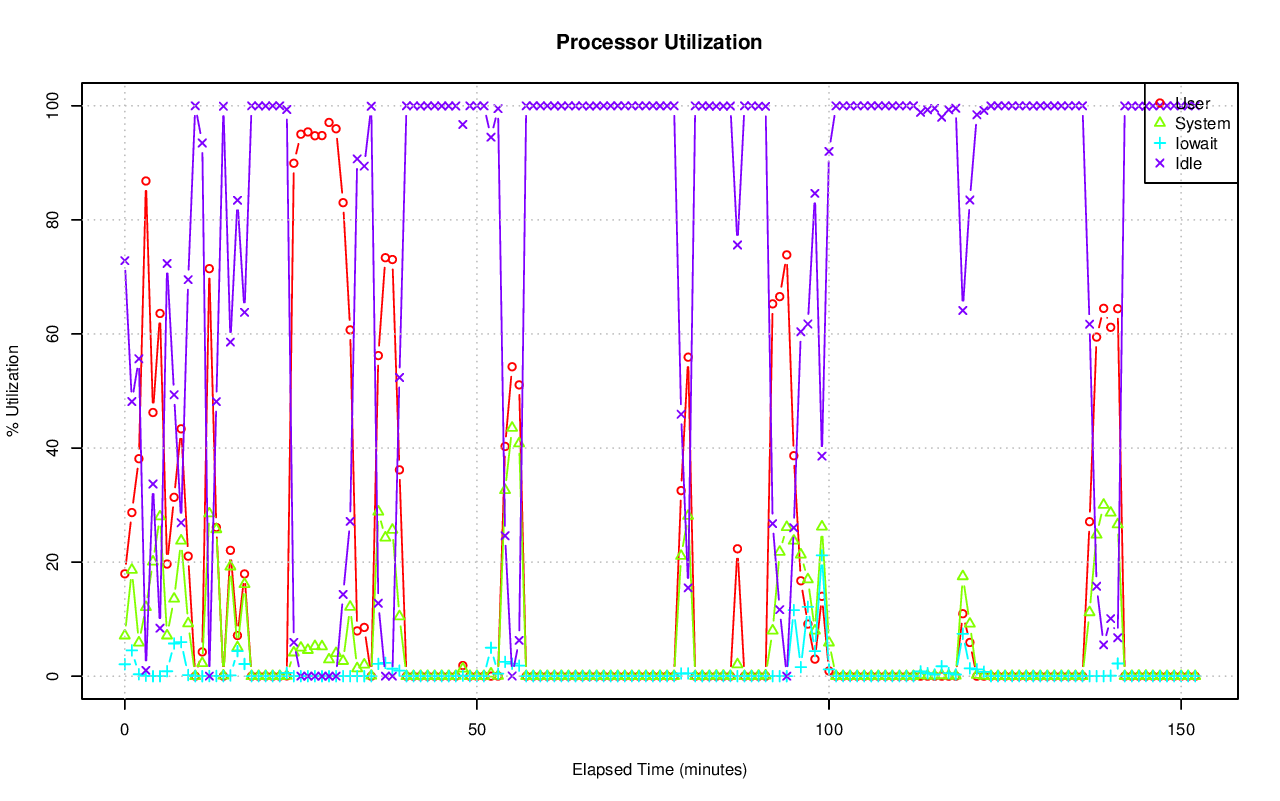 Processor Utilization
% Utilization
100
80
60
40
20
0
User
System
Iowait
Idle
0
50
100
150
Elapsed Time (minutes)